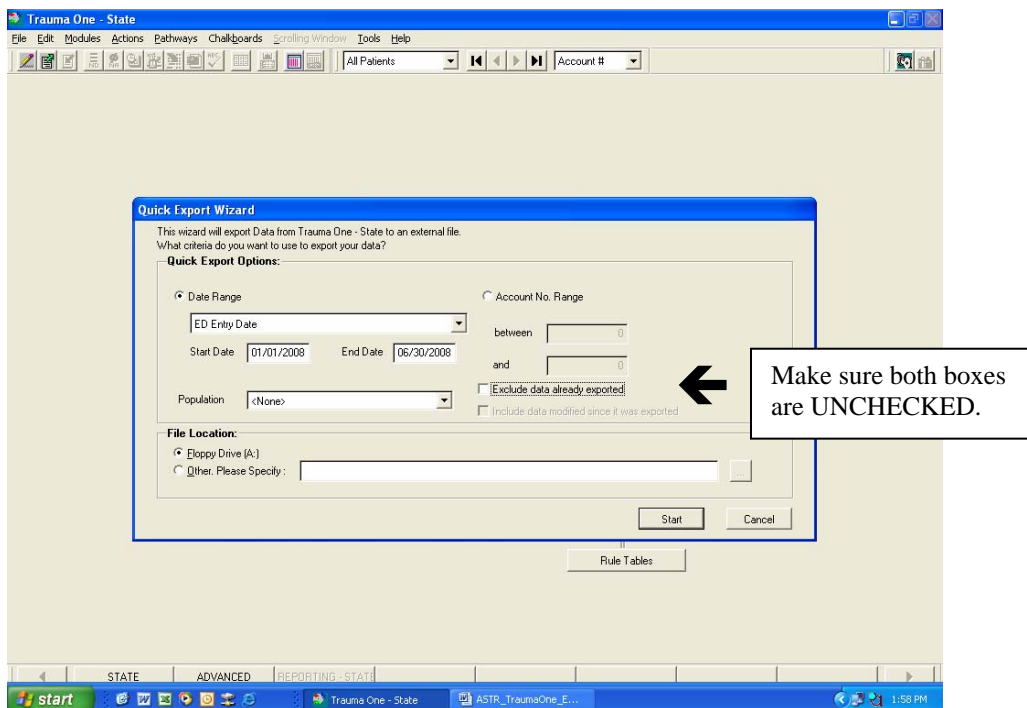 Trauma One - State
File Edit Modules Actions Pathways Chalkboards Scrolling Window Tools Help
All Patients Account #
Quick Export Wizard
This wizard will export Data from Trauma One - State to an external file.
What criteria do you want to use to export your data?
Quick Export Options:
Date Range Account No. Range
ED Entry Date
between 0
Start Date 01/01/2008 End Date 06/30/2008
and 0
Exclude data already exported
Population <None>
Include data modified since it was exported
Make sure both boxes
are UNCHECKED.
File Location:
Floppy Drive (A:)
Other. Please Specify : ...
Start Cancel
Rule Tables
STATE ADVANCED REPORTING - STATE
start Trauma One - State ASTR_TraumaOne_E... 1:58 PM